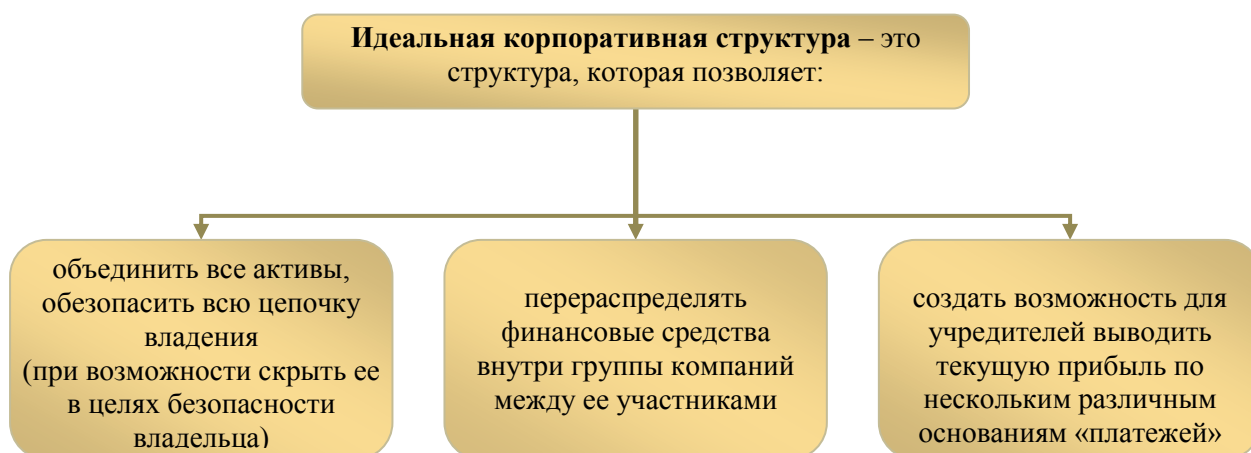 Идеальная корпоративная структура – это
структура, которая позволяет:
объединить все активы,
обезопасить всю цепочку
владения
(при возможности скрыть ее
в целях безопасности
владельца)
перераспределять
финансовые средства
внутри группы компаний
между ее участниками
создать возможность для
учредителей выводить
текущую прибыль по
нескольким различным
основаниям «платежей»